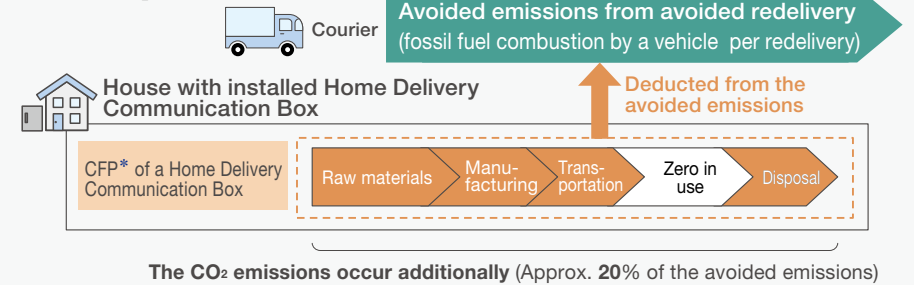 Avoided emissions from avoided redelivery
(fossil fuel combustion by a vehicle per redelivery)
Courier
House with installed Home Delivery
Communication Box
Deducted from the
avoided emissions
CFP* of a Home Delivery
Communication Box
Raw materials
Manu-
facturing
Trans-
portation
Zero in
use
Disposal
The CO₂ emissions occur additionally (Approx. 20% of the avoided emissions)